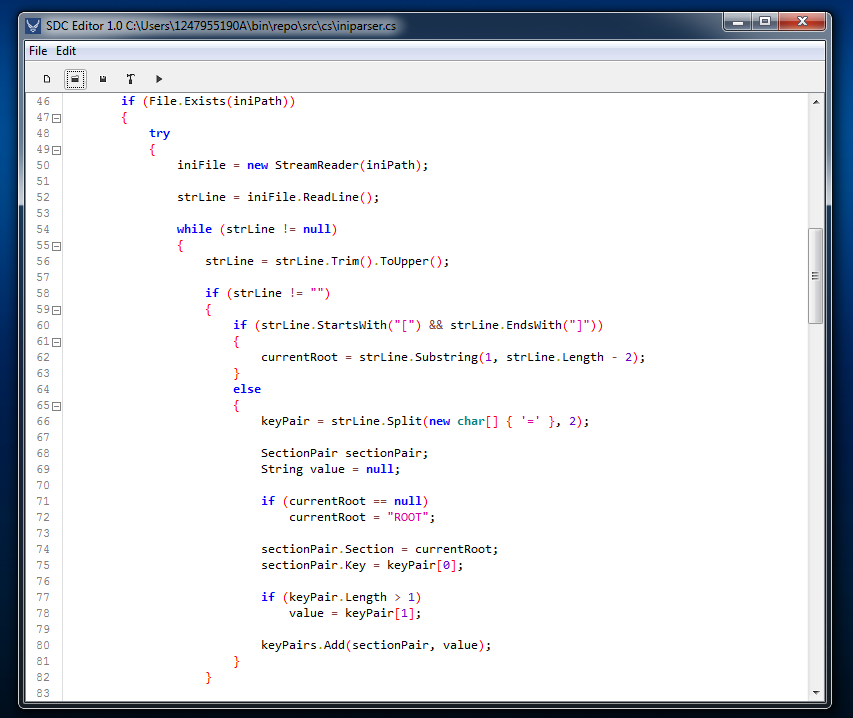 SDC Editor 1.0 C:\Users\1247955190A\bin\repo\src\cs\iniparser.cs
File Edit
46 if (File.Exists(iniPath))
47 {
48 try
49 {
50 iniFile = new StreamReader(iniPath);
51
52 strLine = iniFile.ReadLine();
53
54 while (strLine != null)
55 {
56 strLine = strLine.Trim().ToUpper();
57
58 if (strLine != "")
59 {
60 if (strLine.StartsWith("[") && strLine.EndsWith("]"))
61 {
62 currentRoot = strLine.Substring(1, strLine.Length - 2);
63 }
64 else
65 {
66 keyPair = strLine.Split(new char[] { '=' }, 2);
67
68 SectionPair sectionPair;
69 String value = null;
70
71 if (currentRoot == null)
72 currentRoot = "ROOT";
73
74 sectionPair.Section = currentRoot;
75 sectionPair.Key = keyPair[0];
76
77 if (keyPair.Length > 1)
78 value = keyPair[1];
79
80 keyPairs.Add(sectionPair, value);
81 }
82 }
83